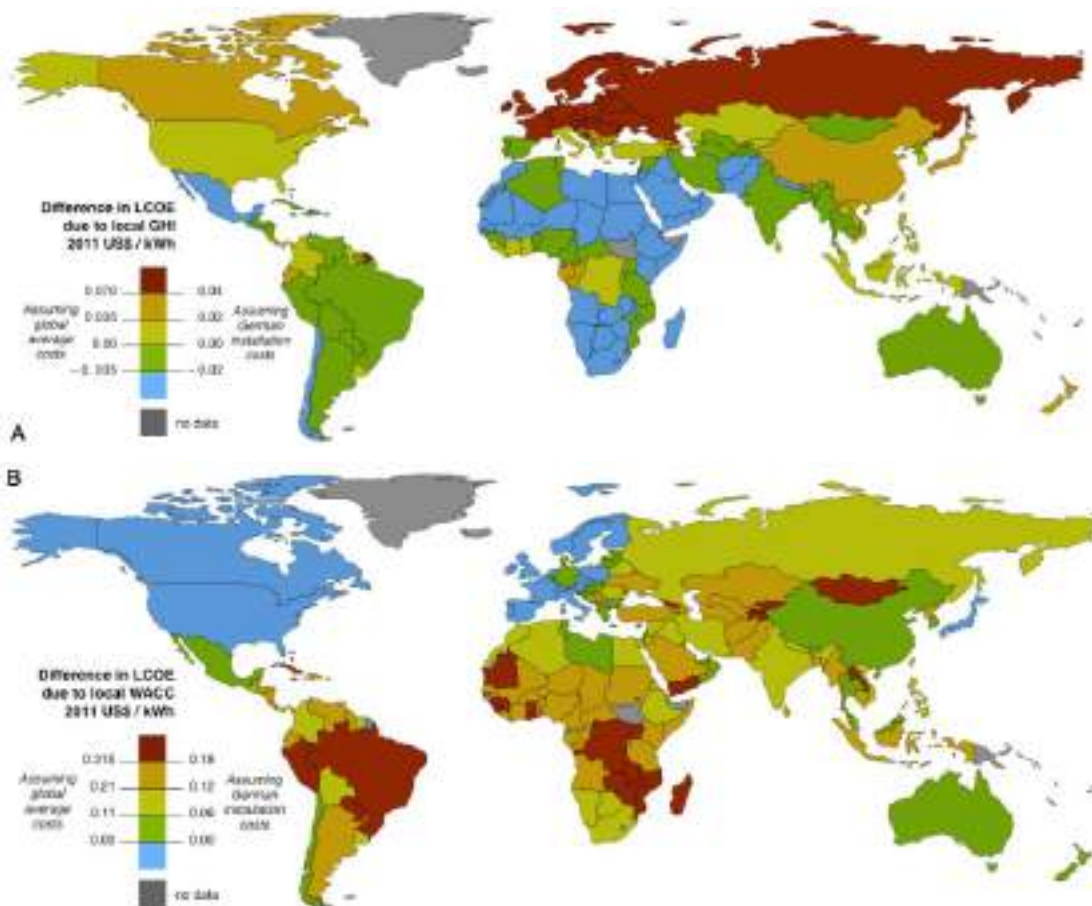 Difference in LCOE
due to local GHI
2011 US$ / kWh
Assuming
global
average
costs
0.070
0.035
0.00
-0.035
0.04
0.02
0.00
-0.02
Assuming
German
installation
costs
no data
A
B
Difference in LCOE
due to local WACC
2011 US$ / kWh
Assuming
global
average
costs
0.315
0.21
0.11
0.00
0.18
0.12
0.06
0.00
Assuming
German
installation
costs
no data